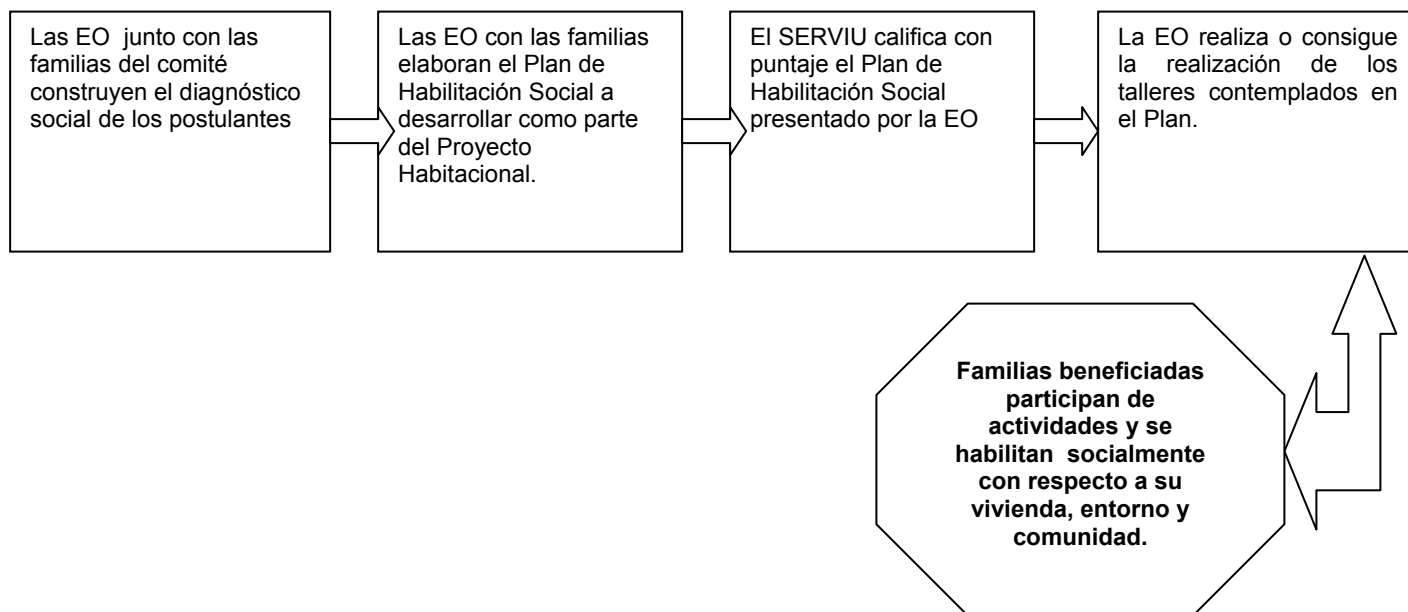 Las EO junto con las
familias del comité
construyen el diagnóstico
social de los postulantes
Las EO con las familias
elaboran el Plan de
Habilitación Social a
desarrollar como parte
del Proyecto
Habitacional.
El SERVIU califica con
puntaje el Plan de
Habilitación Social
presentado por la EO
La EO realiza o consigue
la realización de los
talleres contemplados en
el Plan.
Familias beneficiadas
participan de
actividades y se
habilitan socialmente
con respecto a su
vivienda, entorno y
comunidad.